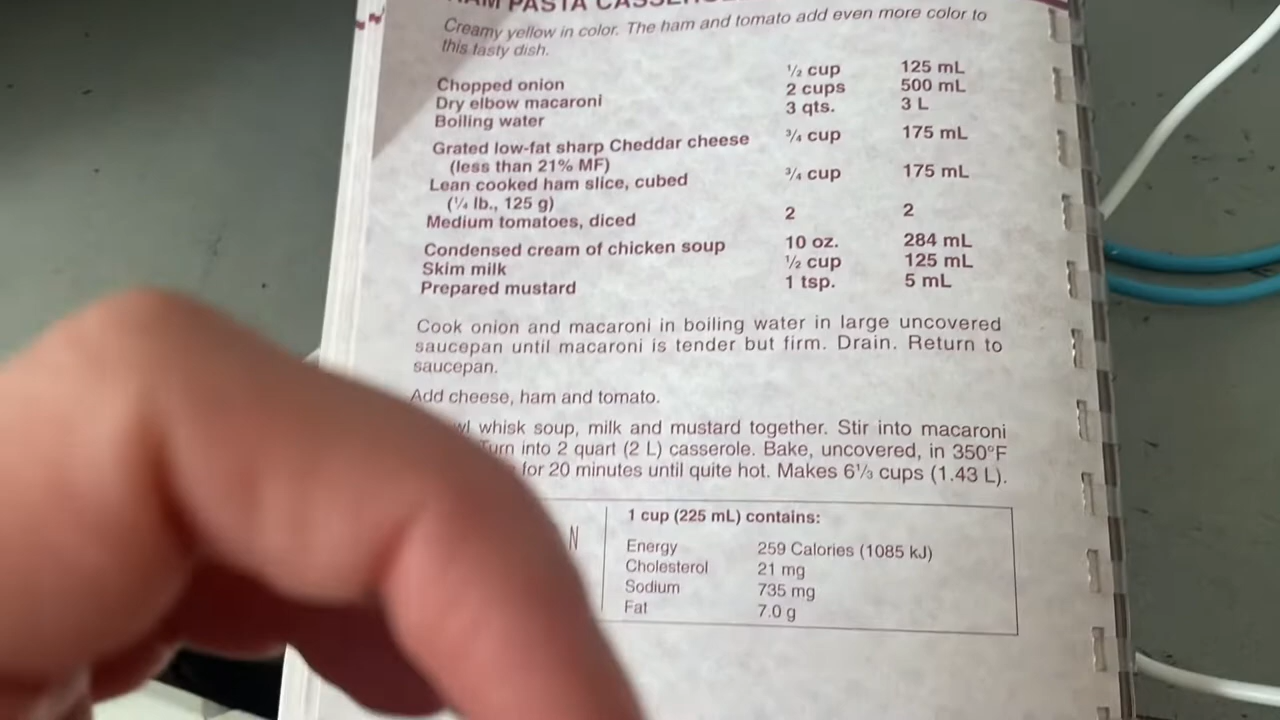 HAM PASTA
Creamy yellow in color. The ham and tomato add even more color to
this tasty dish.
Chopped onion ½ cup 125 mL
Dry elbow macaroni 2 cups 500 mL
Boiling water 3 qts. 3 L
Grated low-fat sharp Cheddar cheese ¾ cup 175 mL
(less than 21% MF)
Lean cooked ham slice, cubed ¾ cup 175 mL
(¼ lb., 125 g)
Medium tomatoes, diced 2 2
Condensed cream of chicken soup 10 oz. 284 mL
Skim milk ½ cup 125 mL
Prepared mustard 1 tsp. 5 mL
Cook onion and macaroni in boiling water in large uncovered
saucepan until macaroni is tender but firm. Drain. Return to
saucepan.
Add cheese, ham and tomato.
whisk soup, milk and mustard together. Stir into macaroni
Turn into 2 quart (2 L) casserole. Bake, uncovered, in 350°F
for 20 minutes until quite hot. Makes 6⅓ cups (1.43 L).
N
1 cup (225 mL) contains:
Energy 259 Calories (1085 kJ)
Cholesterol 21 mg
Sodium 735 mg
Fat 7.0 g